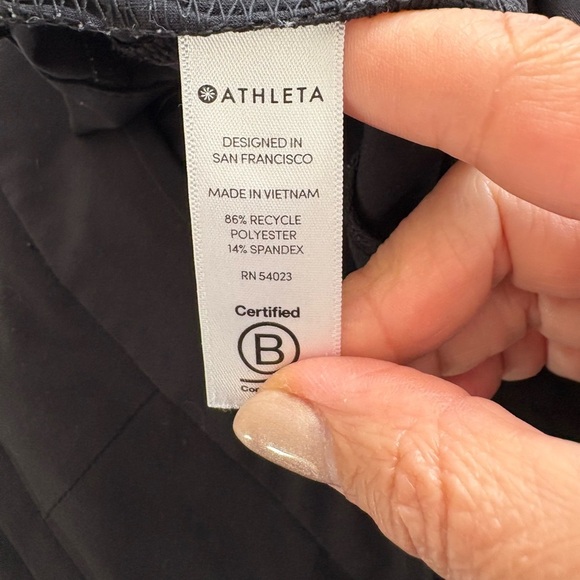 ATHLETA
DESIGNED IN
SAN FRANCISCO
MADE IN VIETNAM
86% RECYCLE
POLYESTER
14% SPANDEX
RN 54023
Certified
B